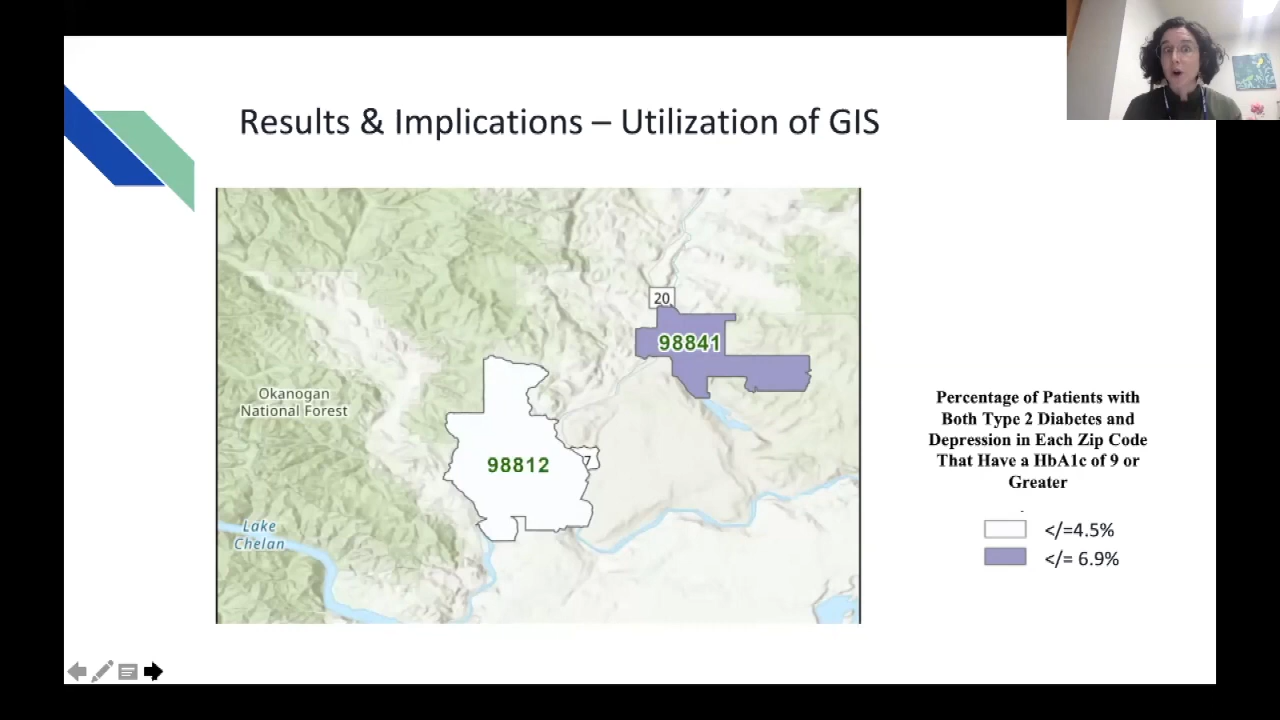 Results & Implications – Utilization of GIS
20
98841
Okanogan
National Forest
98812
7
Lake
Chelan
Percentage of Patients with
Both Type 2 Diabetes and
Depression in Each Zip Code
That Have a HbA1c of 9 or
Greater
</=4.5%
</= 6.9%